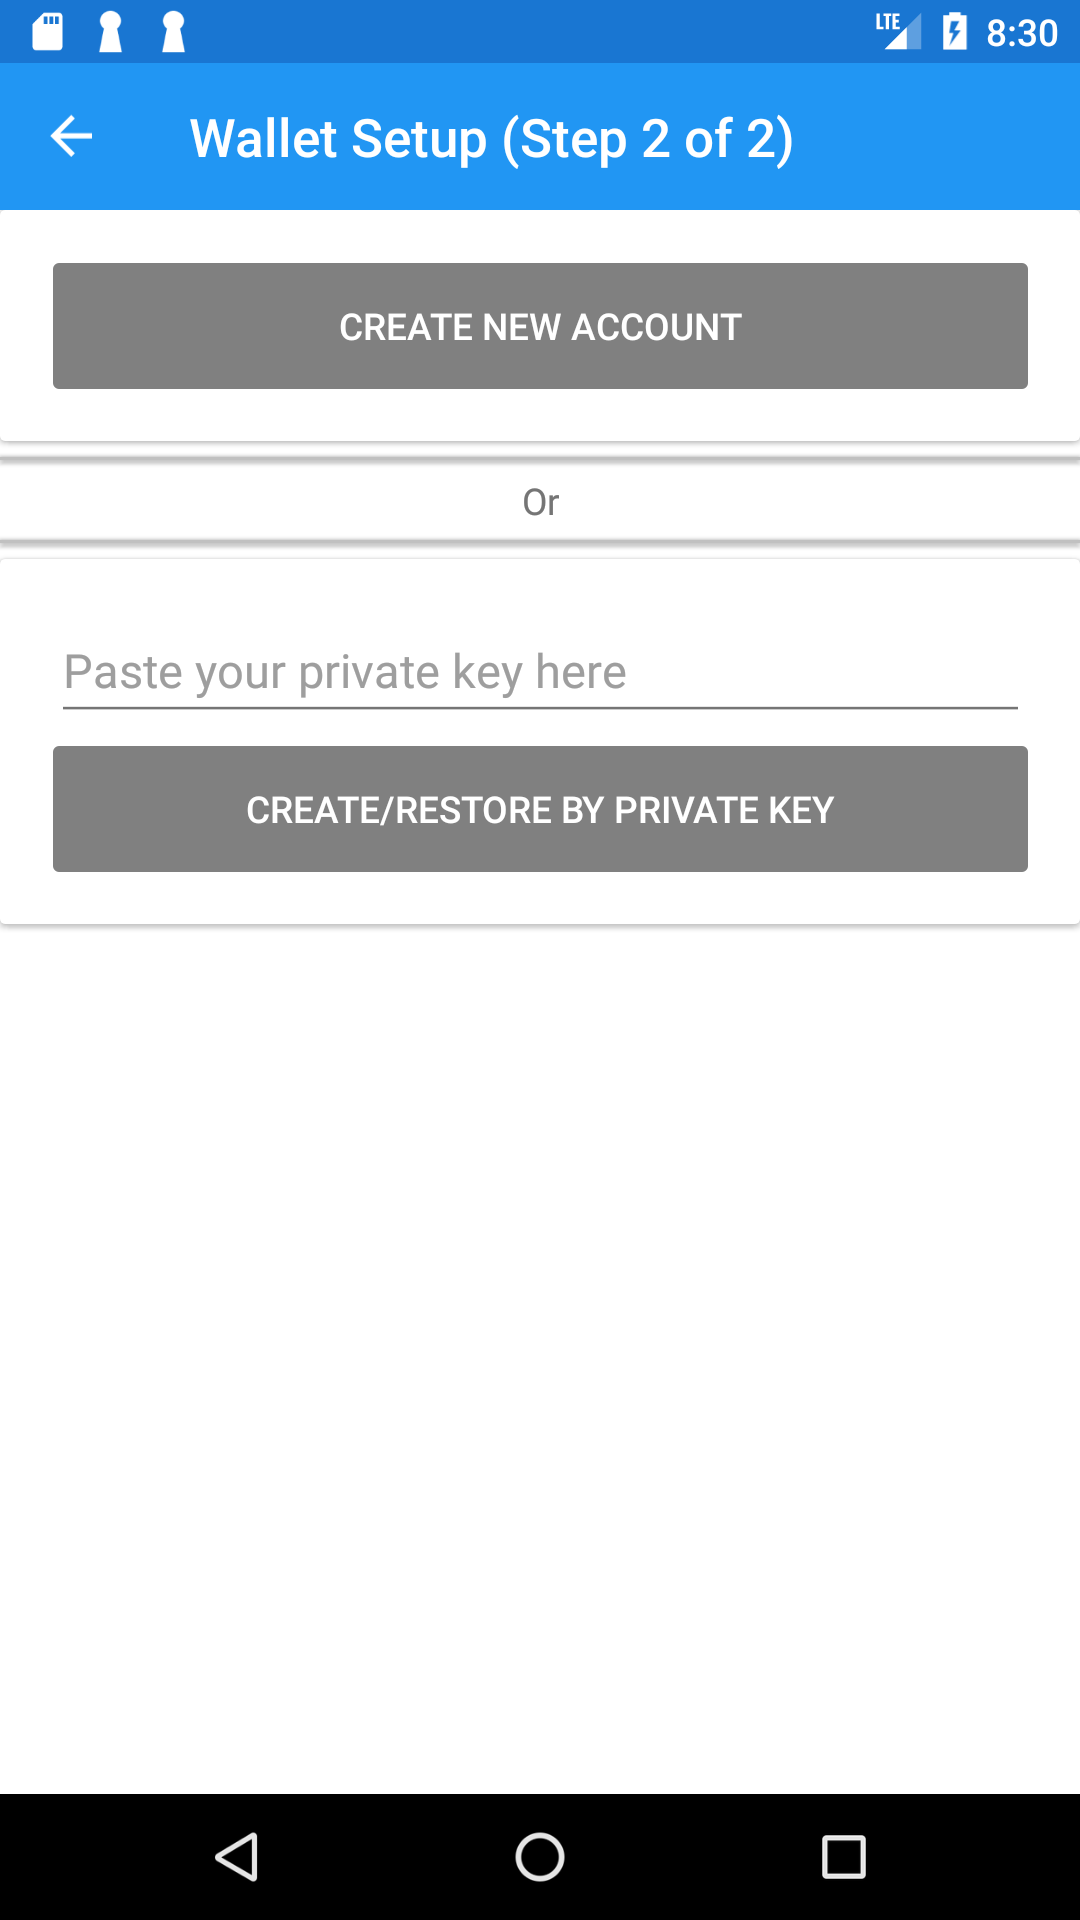 LTE 8:30
Wallet Setup (Step 2 of 2)
CREATE NEW ACCOUNT
Or
Paste your private key here
CREATE/RESTORE BY PRIVATE KEY